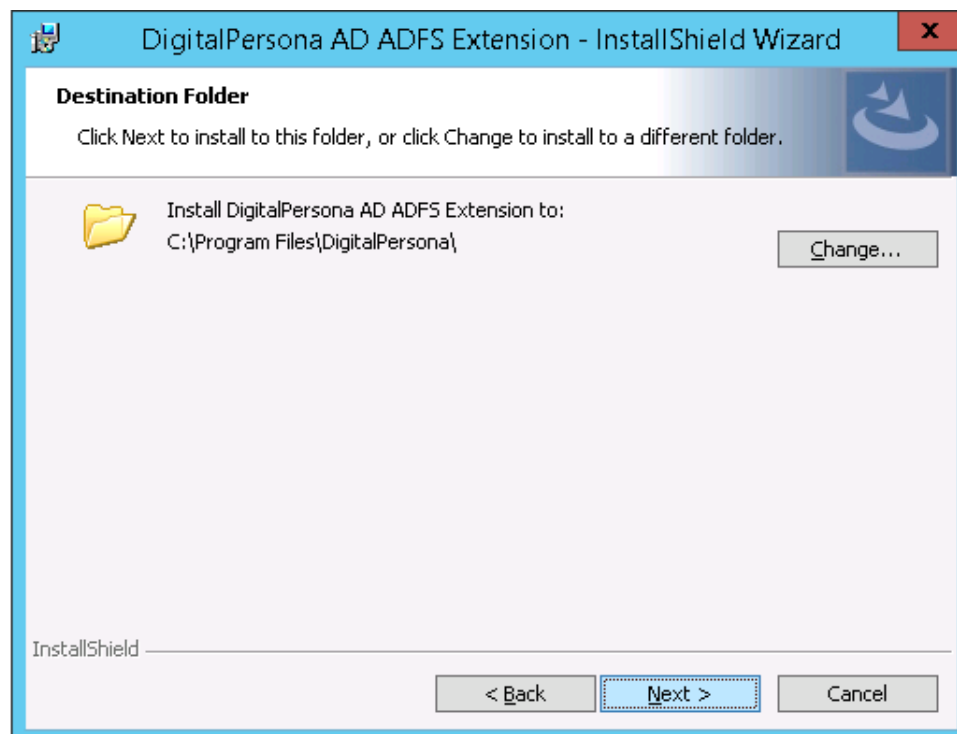 DigitalPersona AD ADFS Extension - InstallShield Wizard
x
Destination Folder
Click Next to install to this folder, or click Change to install to a different folder.
Install DigitalPersona AD ADFS Extension to:
C:\Program Files\DigitalPersona\
Change...
InstallShield
< Back
Next >
Cancel